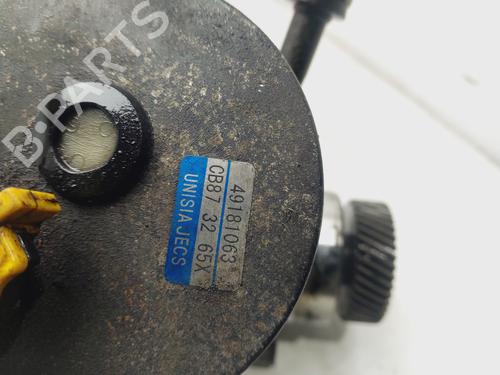 49181063
CB87 32 65X
UNISIA JECS
B-PARTS